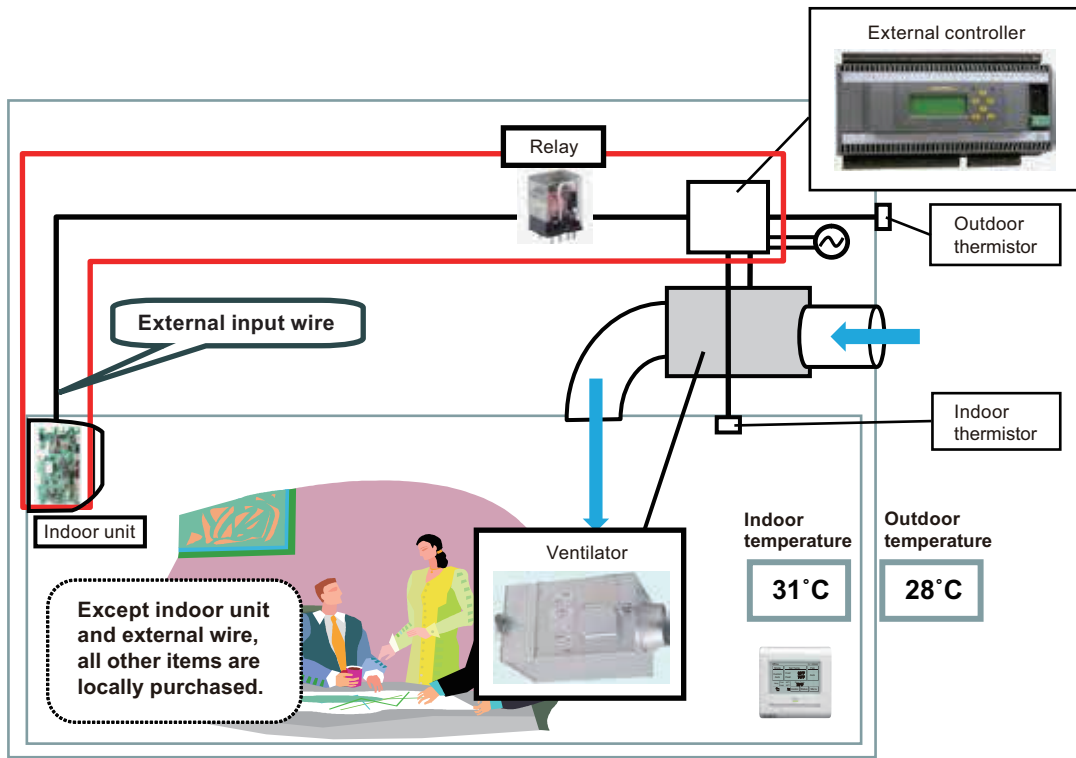 External controller
Relay
Outdoor
thermistor
External input wire
Indoor
thermistor
Indoor unit
Ventilator
Indoor
temperature
Outdoor
temperature
31˚C
28˚C
Except indoor unit
and external wire,
all other items are
locally purchased.